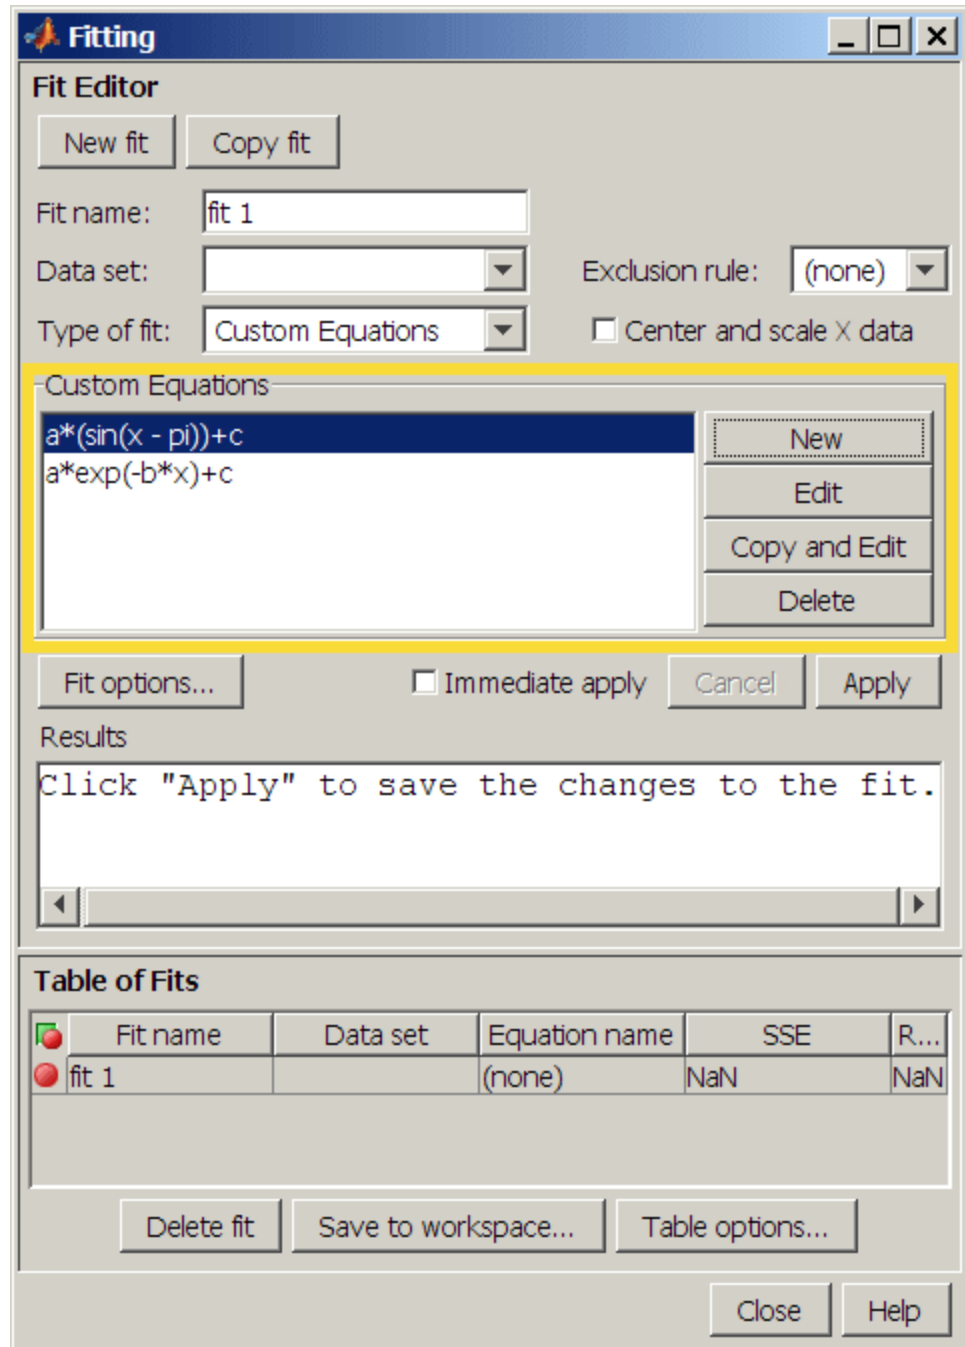 Fitting
Fit Editor
New fit Copy fit
Fit name: fit 1
Data set: Exclusion rule: (none)
Type of fit: Custom Equations Center and scale X data
Custom Equations
a*(sin(x - pi))+c New
a*exp(-b*x)+c Edit
Copy and Edit
Delete
Fit options... Immediate apply Cancel Apply
Results
Click "Apply" to save the changes to the fit.
Table of Fits
Fit name Data set Equation name SSE R...
fit 1 (none) NaN NaN
Delete fit Save to workspace... Table options...
Close Help